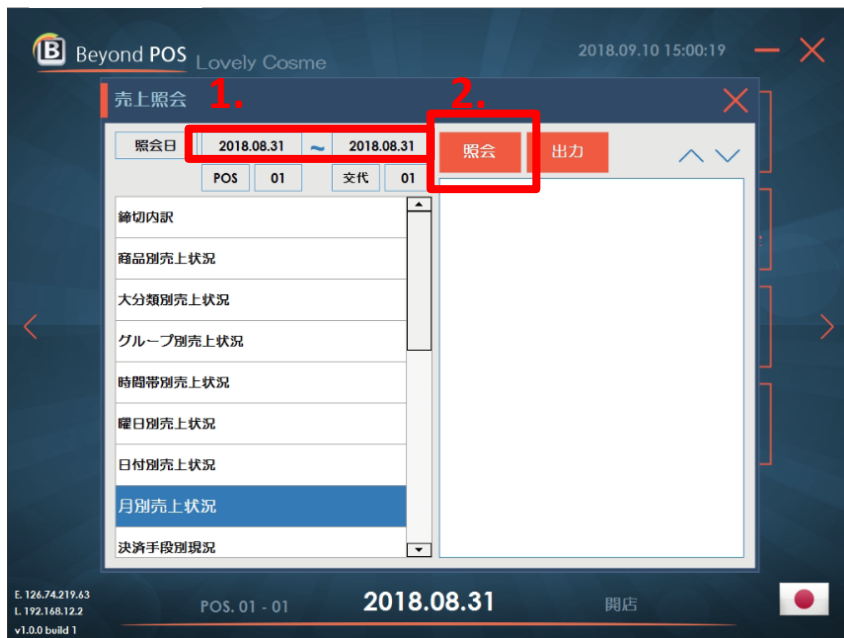 B Beyond POS Lovely Cosme 2018.09.10 15:00:19
売上照会 1. 2.
照会日 2018.08.31 ~ 2018.08.31 照会 出力
POS 01 交代 01
締切内訳
商品別売上状況
大分類別売上状況
グループ別売上状況
時間帯別売上状況
曜日別売上状況
日付別売上状況
月別売上状況
決済手段別現況
E. 126.74.219.63
L. 192.168.12.2
v1.0.0 build 1
POS. 01 - 01 2018.08.31 開店